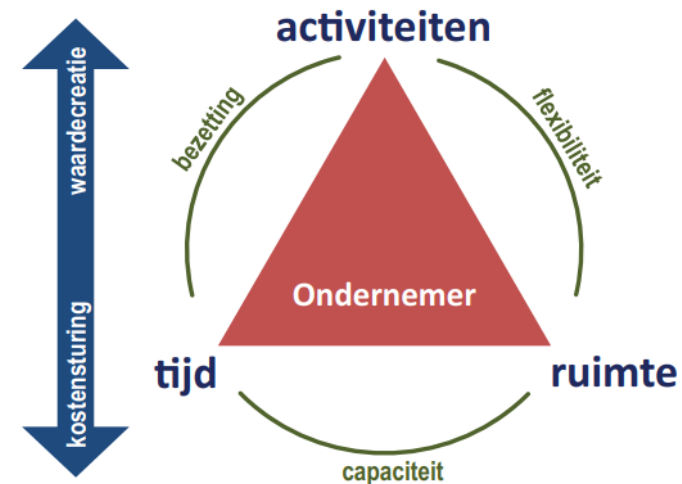 activiteiten
waardecreatie
bezetting
flexibiliteit
Ondernemer
kostensturing
tijd
ruimte
capaciteit